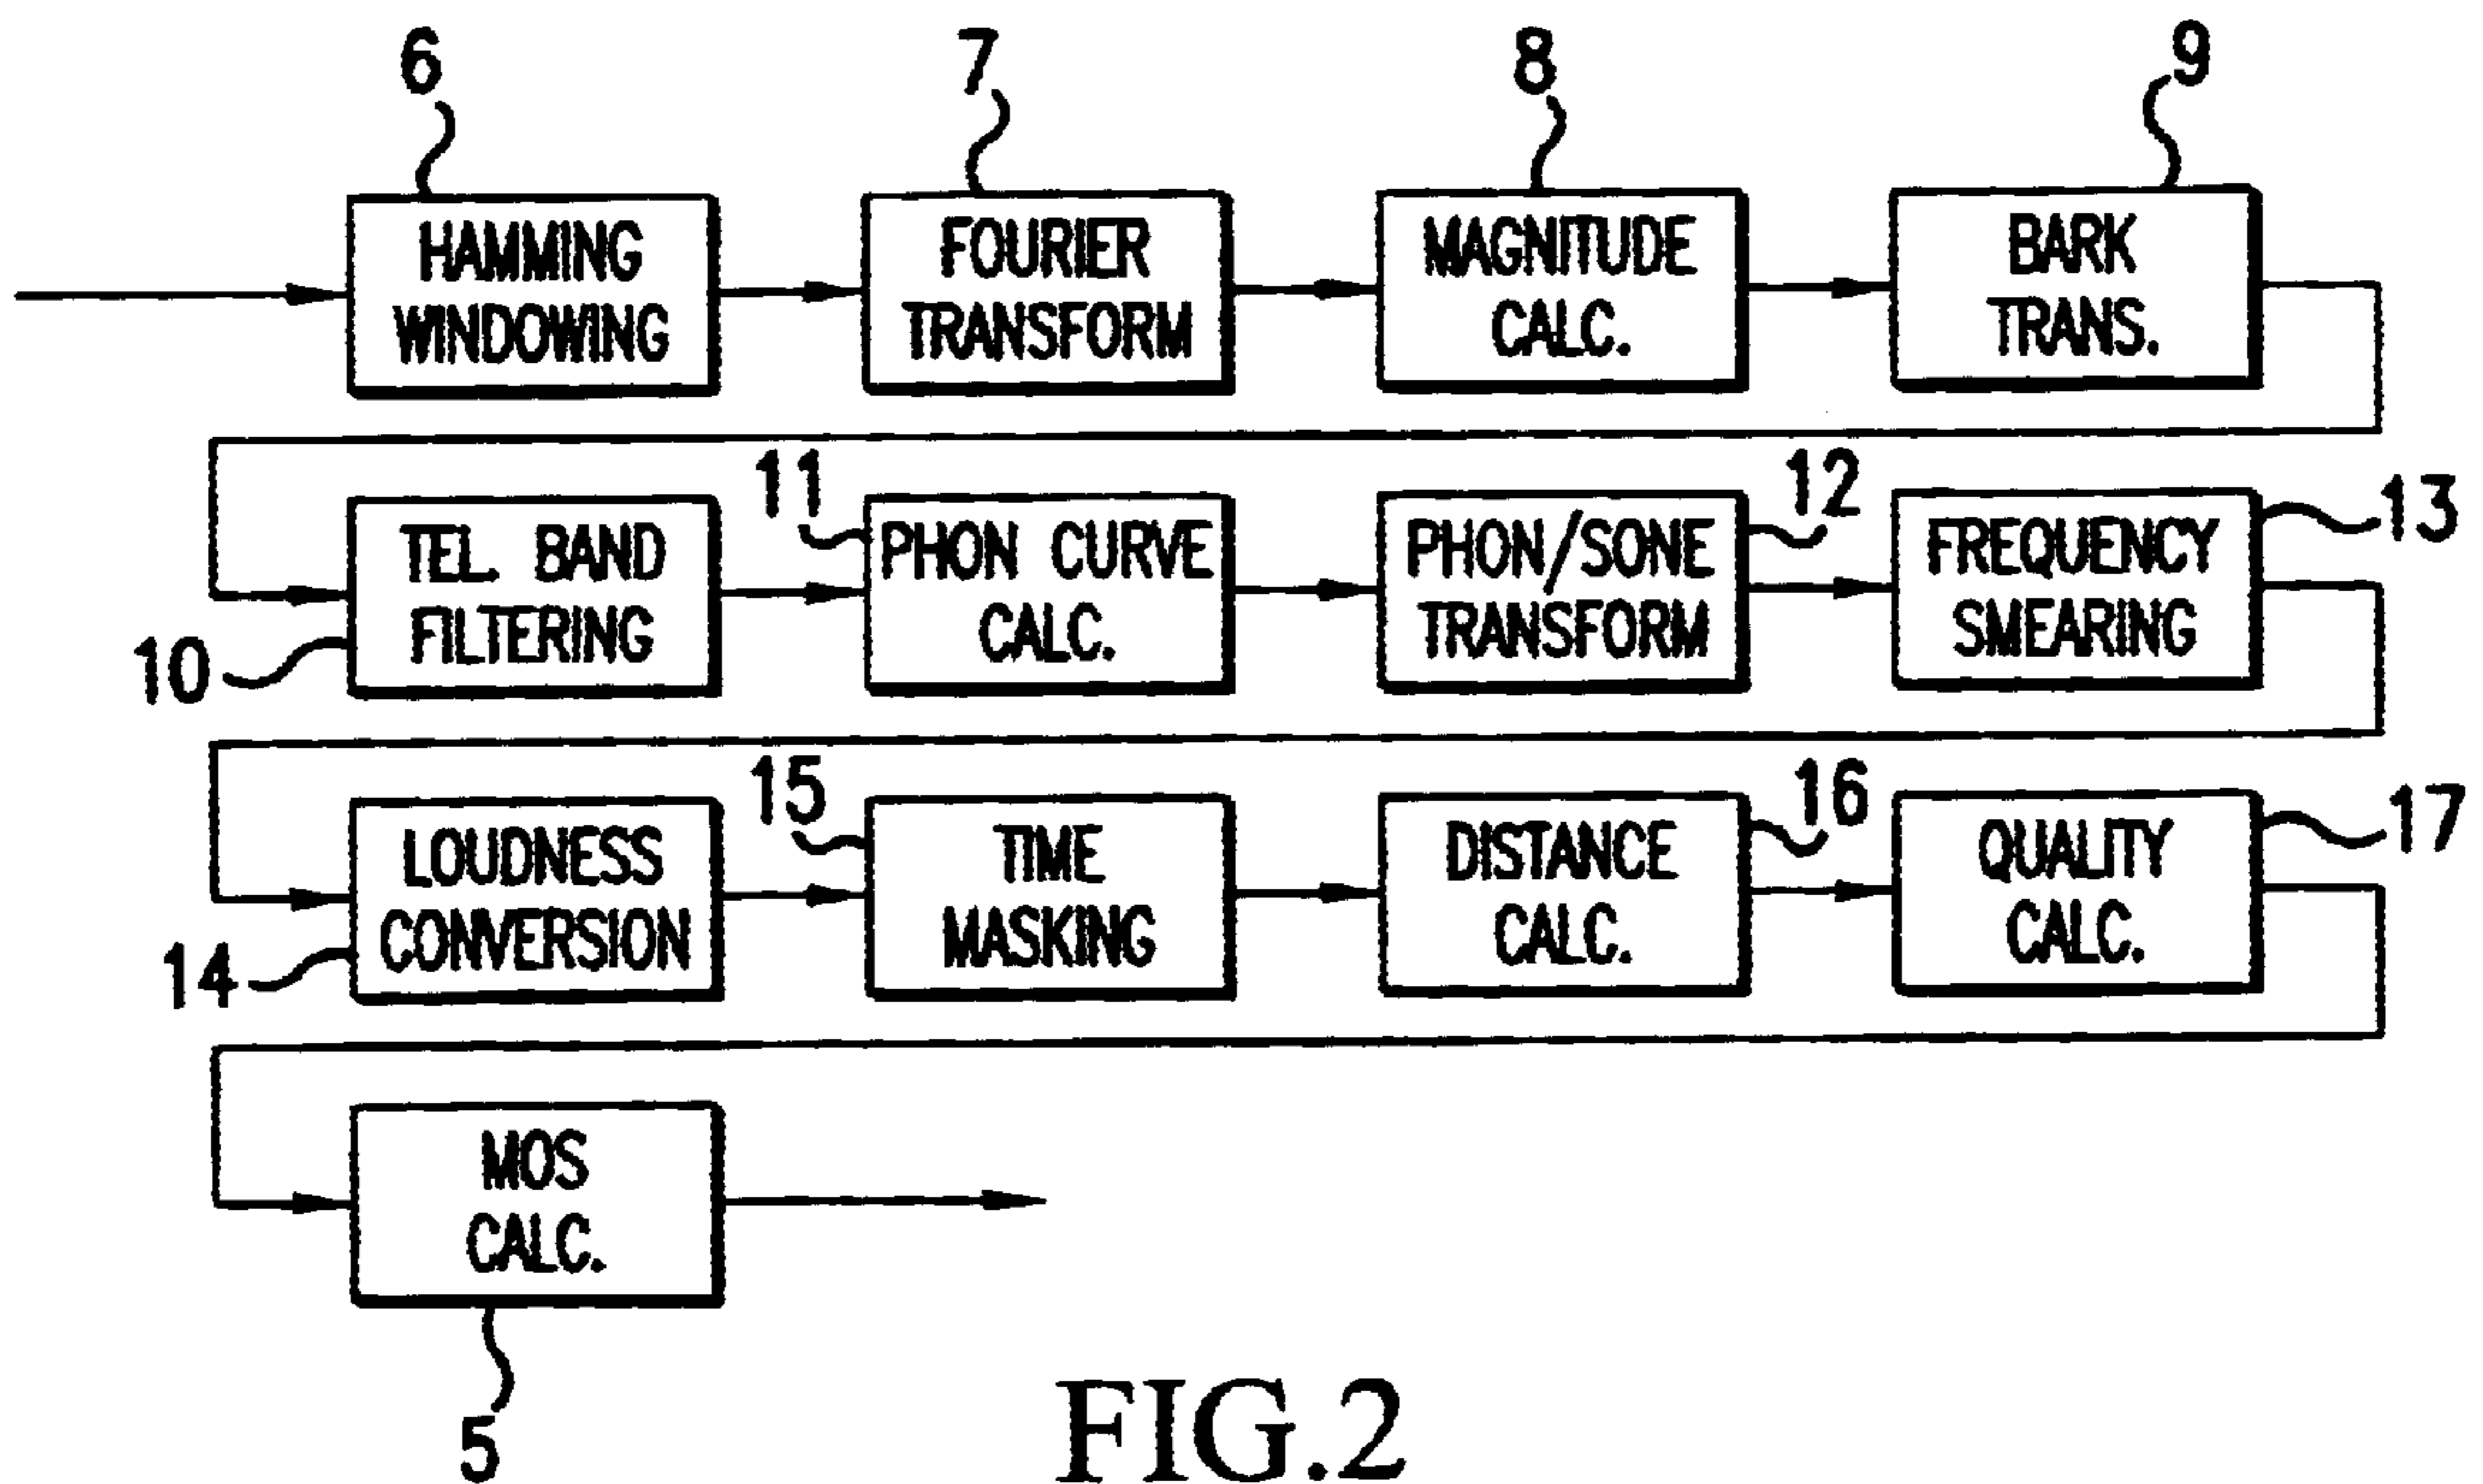 6
7
8
9
HAMMING
WINDOWING
FOURIER
TRANSFORM
MAGNITUDE
CALC.
BARK
TRANS.
10
TEL. BAND
FILTERING
11
PHON CURVE
CALC.
12
PHON/SONE
TRANSFORM
13
FREQUENCY
SMEARING
14
LOUDNESS
CONVERSION
15
TIME
MASKING
16
DISTANCE
CALC.
17
QUALITY
CALC.
MOS
CALC.
5
FIG.2